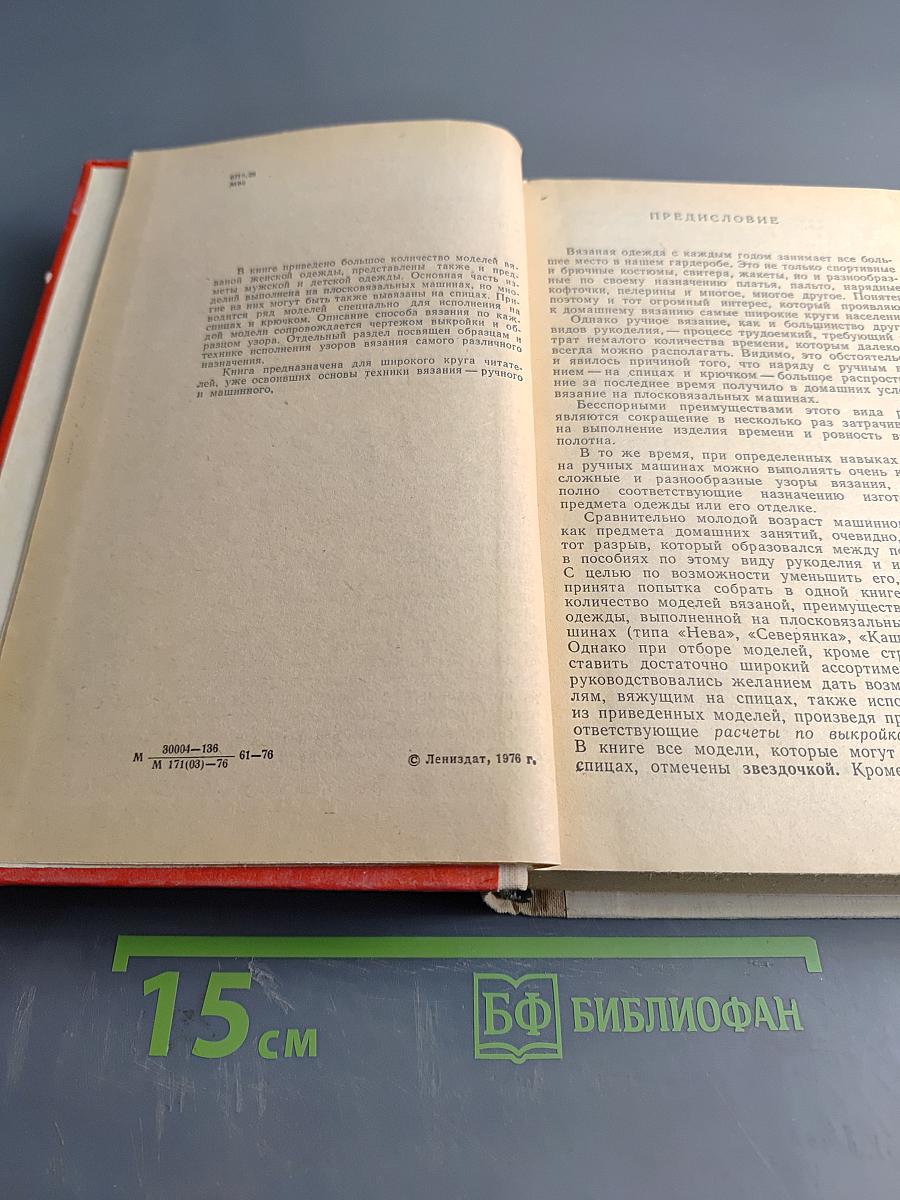 М
В книге приведено большое количество моделей вя-
заной женской одежды, представлены также и пред-
меты мужской и детской одежды. Основная часть из-
делий выполнена на плосковязальных машинах, но мно-
гие из них могут быть также вывязаны на спицах. При-
водится ряд моделей специально для исполнения на
спицах и крючком. Описание способа вязания по каж-
дой модели сопровождается чертежом выкройки и об-
разцом узора. Отдельный раздел посвящен образцам и
технике исполнения узоров вязания самого различного
назначения.
Книга предназначена для широкого круга читате-
лей, уже освоивших основы техники вязания — ручного
и машинного.
М 30004—136 61—76
М 171(03)—76
© Лениздат, 1976 г.
ПРЕДИСЛОВИЕ
Вязаная одежда с каждым годом занимает все боль-
шее место в нашем гардеробе. Это не только спортивные
и брючные костюмы, свитера, жакеты, но и разнообраз-
ные по своему назначению платья, пальто, нарядные
кофточки, пелерины и многое, многое другое. Понятен
поэтому и тот огромный интерес, который проявляю
к домашнему вязанию самые широкие круги населени
Однако ручное вязание, как и большинство друг
видов рукоделия, — процесс трудоемкий, требующий
трат немалого количества времени, которым далеко
всегда можно располагать. Видимо, это обстоятель
и явилось причиной того, что наряду с ручным в
нием — на спицах и крючком — большое распрост
ние за последнее время получило в домашних усло
вязание на плосковязальных машинах.
Бесспорными преимуществами этого вида р
являются сокращение в несколько раз затрачив
на выполнение изделия времени и ровность в
полотна.
В то же время, при определенных навыках
на ручных машинах можно выполнять очень к
сложные и разнообразные узоры вязания,
полно соответствующие назначению изгот
предмета одежды или его отделке.
Сравнительно молодой возраст машинног
как предмета домашних занятий, очевидно,
тот разрыв, который образовался между по
в пособиях по этому виду рукоделия и и
С целью по возможности уменьшить его,
принята попытка собрать в одной книге
количество моделей вязаной, преимуществ
одежды, выполненной на плосковязальны
шинах (типа «Нева», «Северянка», «Каш
Однако при отборе моделей, кроме стр
ставить достаточно широкий ассортиме
руководствовались желанием дать возм
лям, вяжущим на спицах, также испо
из приведенных моделей, произведя пр
ответствующие расчеты по выкройка
В книге все модели, которые могут
спицах, отмечены звездочкой. Кроме
15 см
БФ БИБЛИОФАН